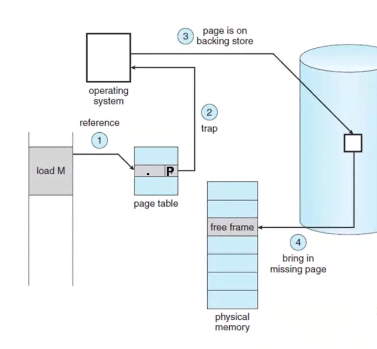 3
page is on
backing store
operating
system
2
trap
reference
1
load M
P
page table
free frame
4
bring in
missing page
physical
memory